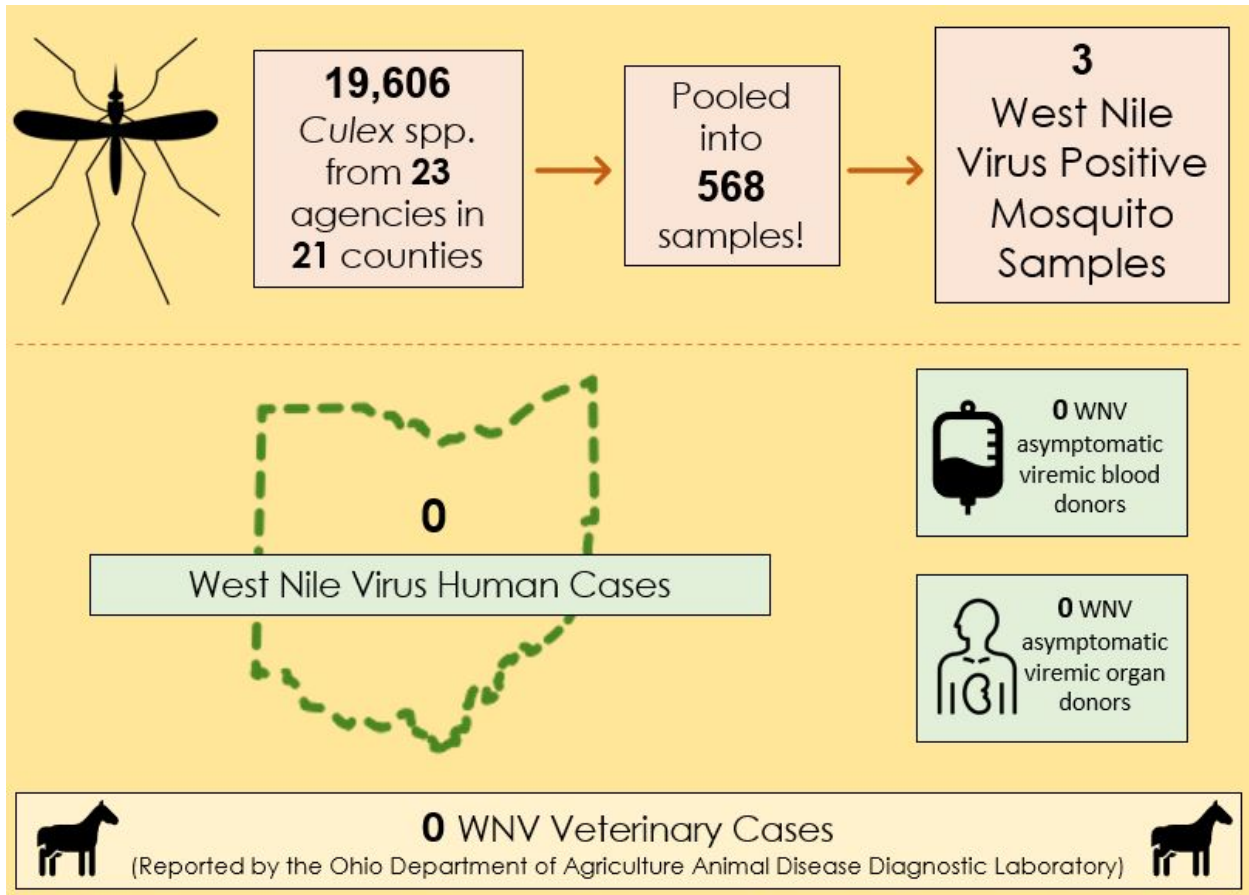 19,606
Culex spp.
from 23
agencies in
21 counties
Pooled
into
568
samples!
3
West Nile
Virus Positive
Mosquito
Samples
0
West Nile Virus Human Cases
0 WNV
asymptomatic
viremic blood
donors
0 WNV
asymptomatic
viremic organ
donors
0 WNV Veterinary Cases
(Reported by the Ohio Department of Agriculture Animal Disease Diagnostic Laboratory)